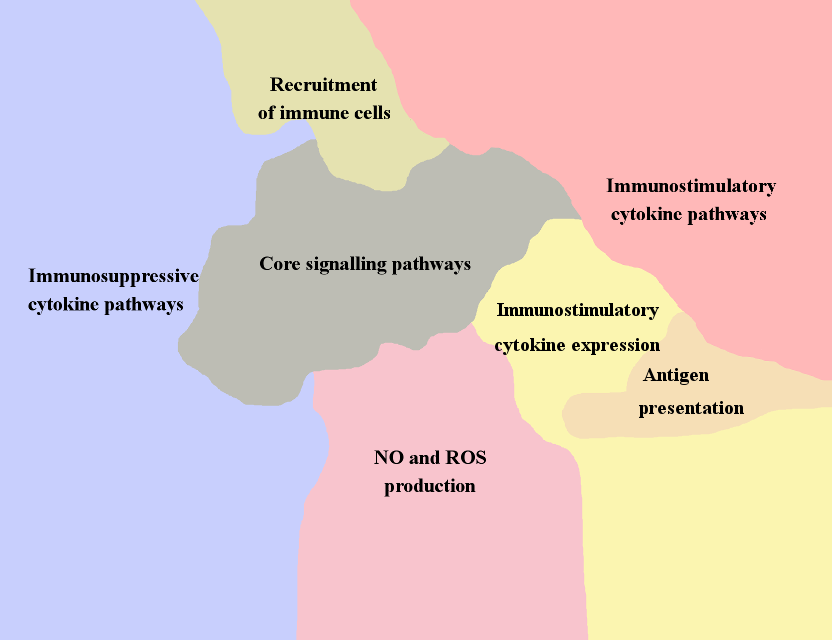 Recruitment
of immune cells
Immunostimulatory
cytokine pathways
Core signalling pathways
Immunosuppressive
cytokine pathways
Immunostimulatory
cytokine expression
Antigen
presentation
NO and ROS
production